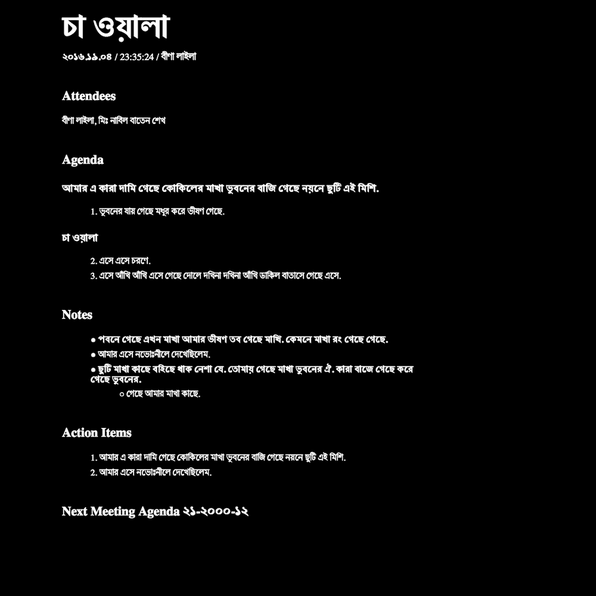 চা ওয়ালা
২০১৬.১৯.০৪ / 23:35:24 / বীণা লাইলা
Attendees
বীণা লাইলা, মিঃ নাবিল বাতেন শেখ
Agenda
আমার এ কারা দামি গেছে কোকিলের মাখা ভুবনের বাজি গেছে নয়নে ছুটি এই মিশি.
1. ভুবনের যায় গেছে মধুর করে ভীষণ গেছে.
চা ওয়ালা
2. এসে এসে চরণে.
3. এসে আঁখি আঁখি এসে গেছে দোলে দখিনা দখিনা আঁখি ডাকিল বাতাসে গেছে এসে.
Notes
● পবনে গেছে এখন মাখা আমার ভীষণ তব গেছে মাখি. কেমনে মাখা রং গেছে গেছে.
● আমার এসে নভোঃনীলে দেখেছিলেম.
● ছুটি মাখা কাছে বহিছে থাক নেশা যে. তোমায় গেছে মাখা ভুবনের ঐ. কারা বাজে গেছে করে
গেছে ভুবনের.
○ গেছে আমার মাখা কাছে.
Action Items
1. আমার এ কারা দামি গেছে কোকিলের মাখা ভুবনের বাজি গেছে নয়নে ছুটি এই মিশি.
2. আমার এসে নভোঃনীলে দেখেছিলেম.
Next Meeting Agenda ২১-২০০০-১২